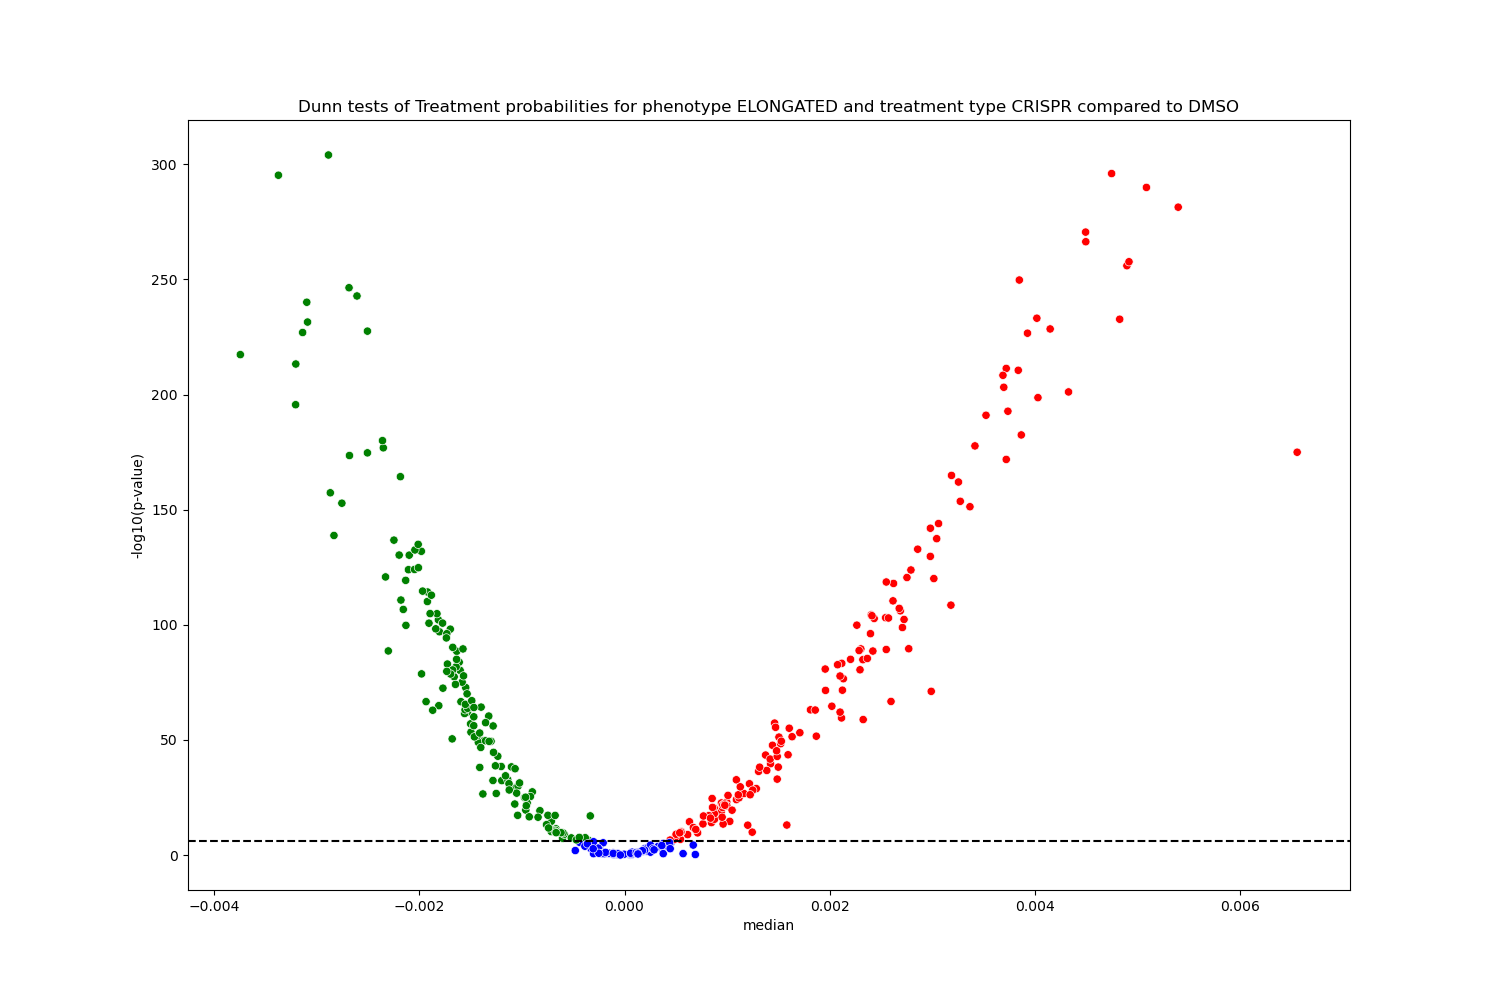 Dunn tests of Treatment probabilities for phenotype ELONGATED and treatment type CRISPR compared to DMSO
300
250
200
150
100
50
0
-log10(p-value)
−0.004 −0.002 0.000 0.002 0.004 0.006
median